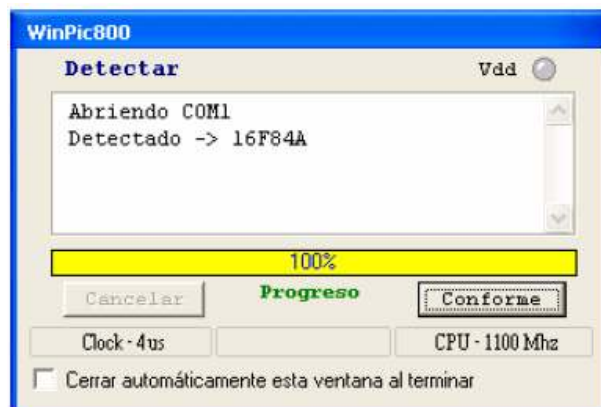 WinPic800
Detectar Vdd
Abriendo COM1
Detectado -> 16F84A
100%
Cancelar Progreso Conforme
Clock - 4us CPU - 1100 Mhz
Cerrar automáticamente esta ventana al terminar